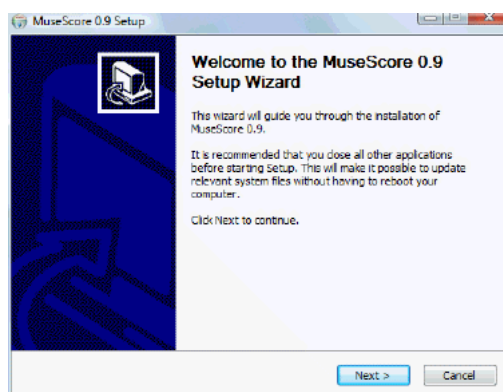 MuseScore 0.9 Setup
Welcome to the MuseScore 0.9
Setup Wizard
This wizard will guide you through the installation of
MuseScore 0.9.
It is recommended that you close all other applications
before starting Setup. This will make it possible to update
relevant system files without having to reboot your
computer.
Click Next to continue.
Next >
Cancel